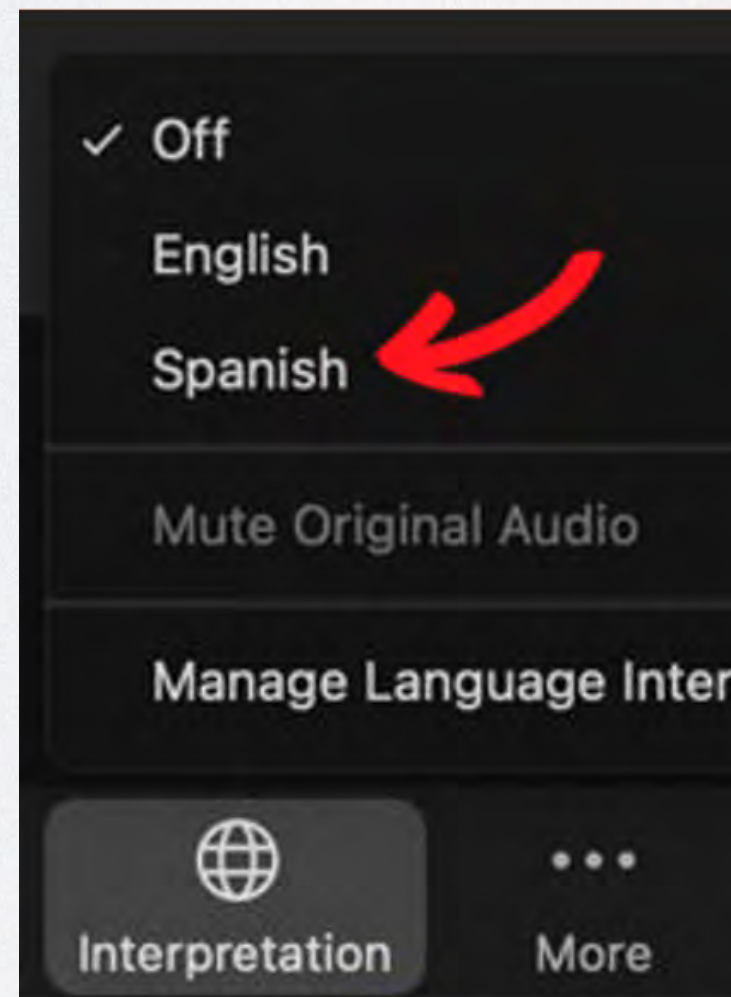 Off
English
Spanish
Mute Original Audio
Manage Language Inter
Interpretation
More